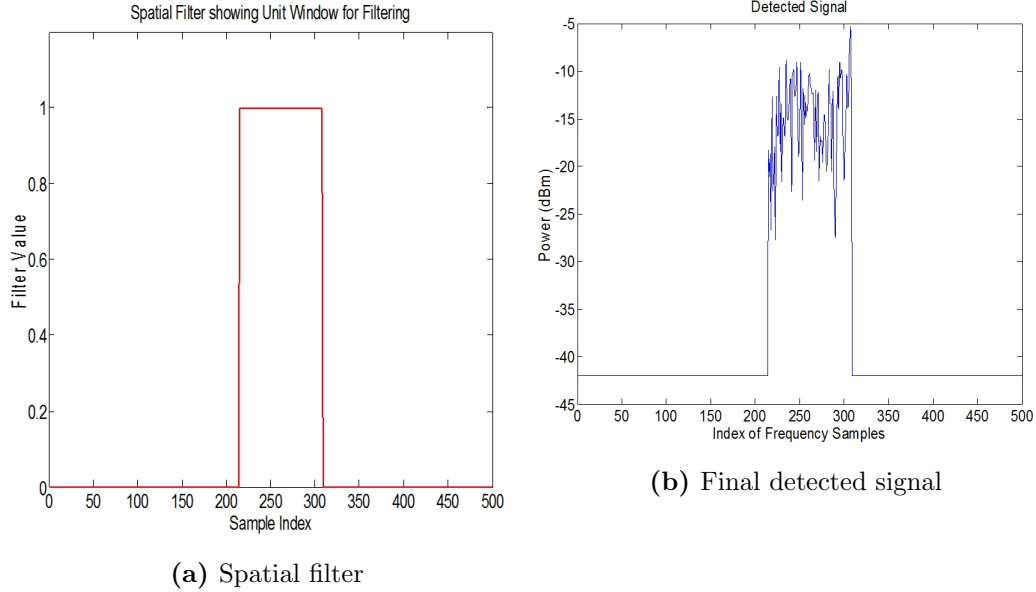 Spatial Filter showing Unit Window for Filtering
1
0.8
0.6
0.4
0.2
0
Filter Value
0 50 100 150 200 250 300 350 400 450 500
Sample Index
(a) Spatial filter
Detected Signal
-5
-10
-15
-20
-25
-30
-35
-40
-45
Power (dBm)
0 50 100 150 200 250 300 350 400 450 500
Index of Frequency Samples
(b) Final detected signal